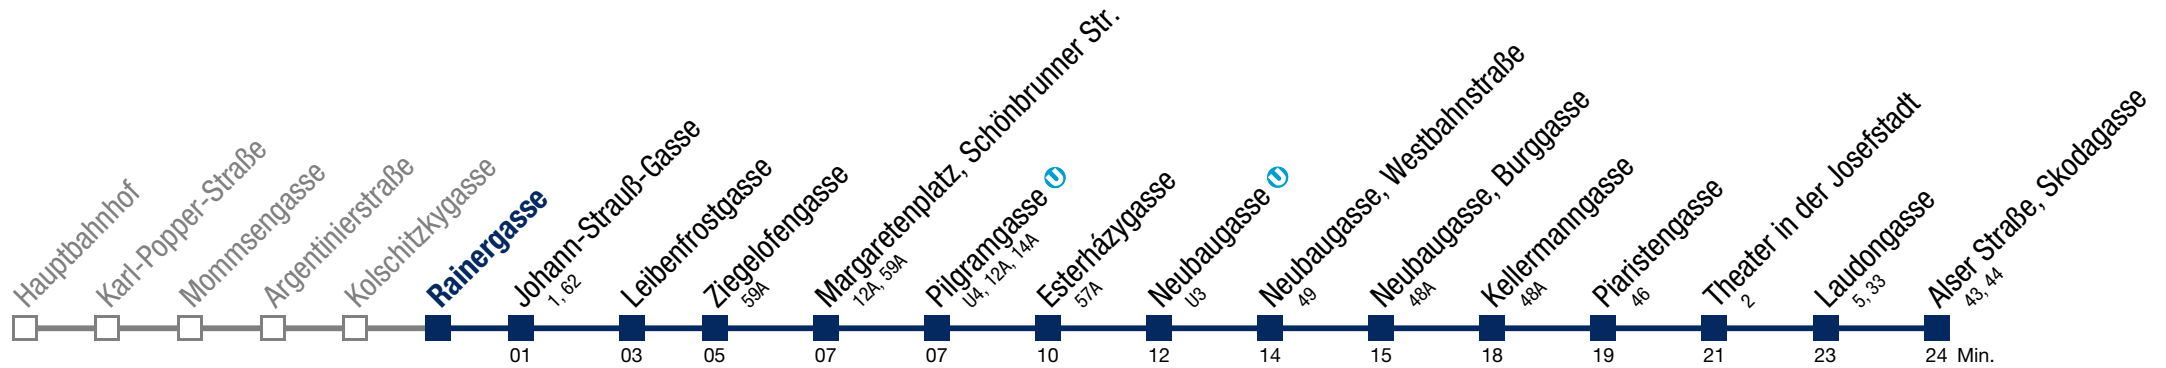 Hauptbahnhof
Karl-Popper-Straße
Mommsengasse
Argentinierstraße
Kolschitzkygasse
Rainergasse
Johann-Strauß-Gasse
1, 62
Leibenfrostgasse
Ziegelofengasse
59A
Margaretenplatz, Schönbrunner Str.
12A, 59A
Pilgramgasse U
U4, 12A, 14A
Esterházygasse
57A
Neubaugasse U
U3
Neubaugasse, Westbahnstraße
49
Neubaugasse, Burggasse
48A
Kellermanngasse
48A
Piaristengasse
46
Theater in der Josefstadt
2
Laudongasse
5, 33
Alser Straße, Skodagasse
43, 44
01 03 05 07 07 10 12 14 15 18 19 21 23 24 Min.